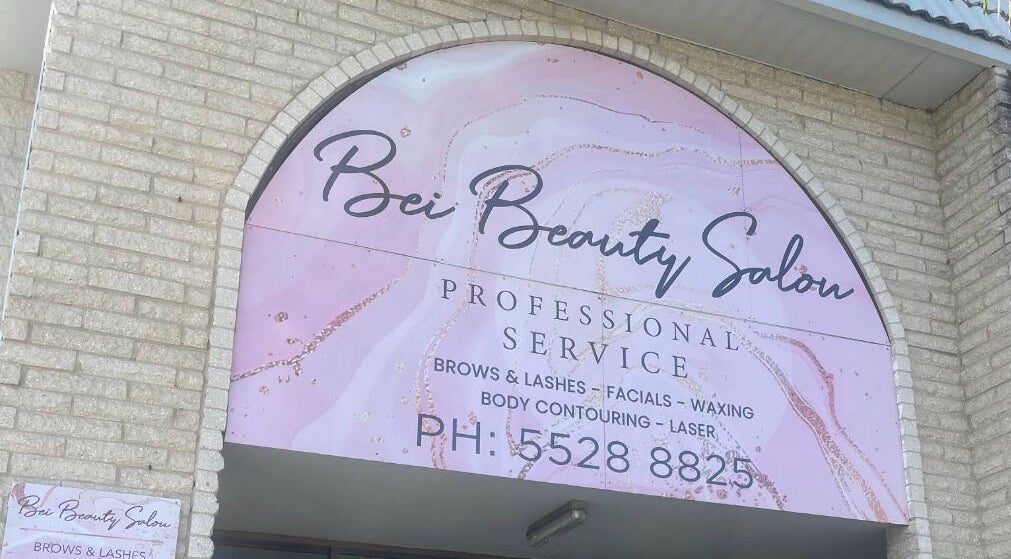 Bei Beauty Salon
PROFESSIONAL
SERVICE
BROWS & LASHES - FACIALS - WAXING
BODY CONTOURING - LASER
PH: 5528 8825
Bei Beauty Salon
BROWS & LASHES